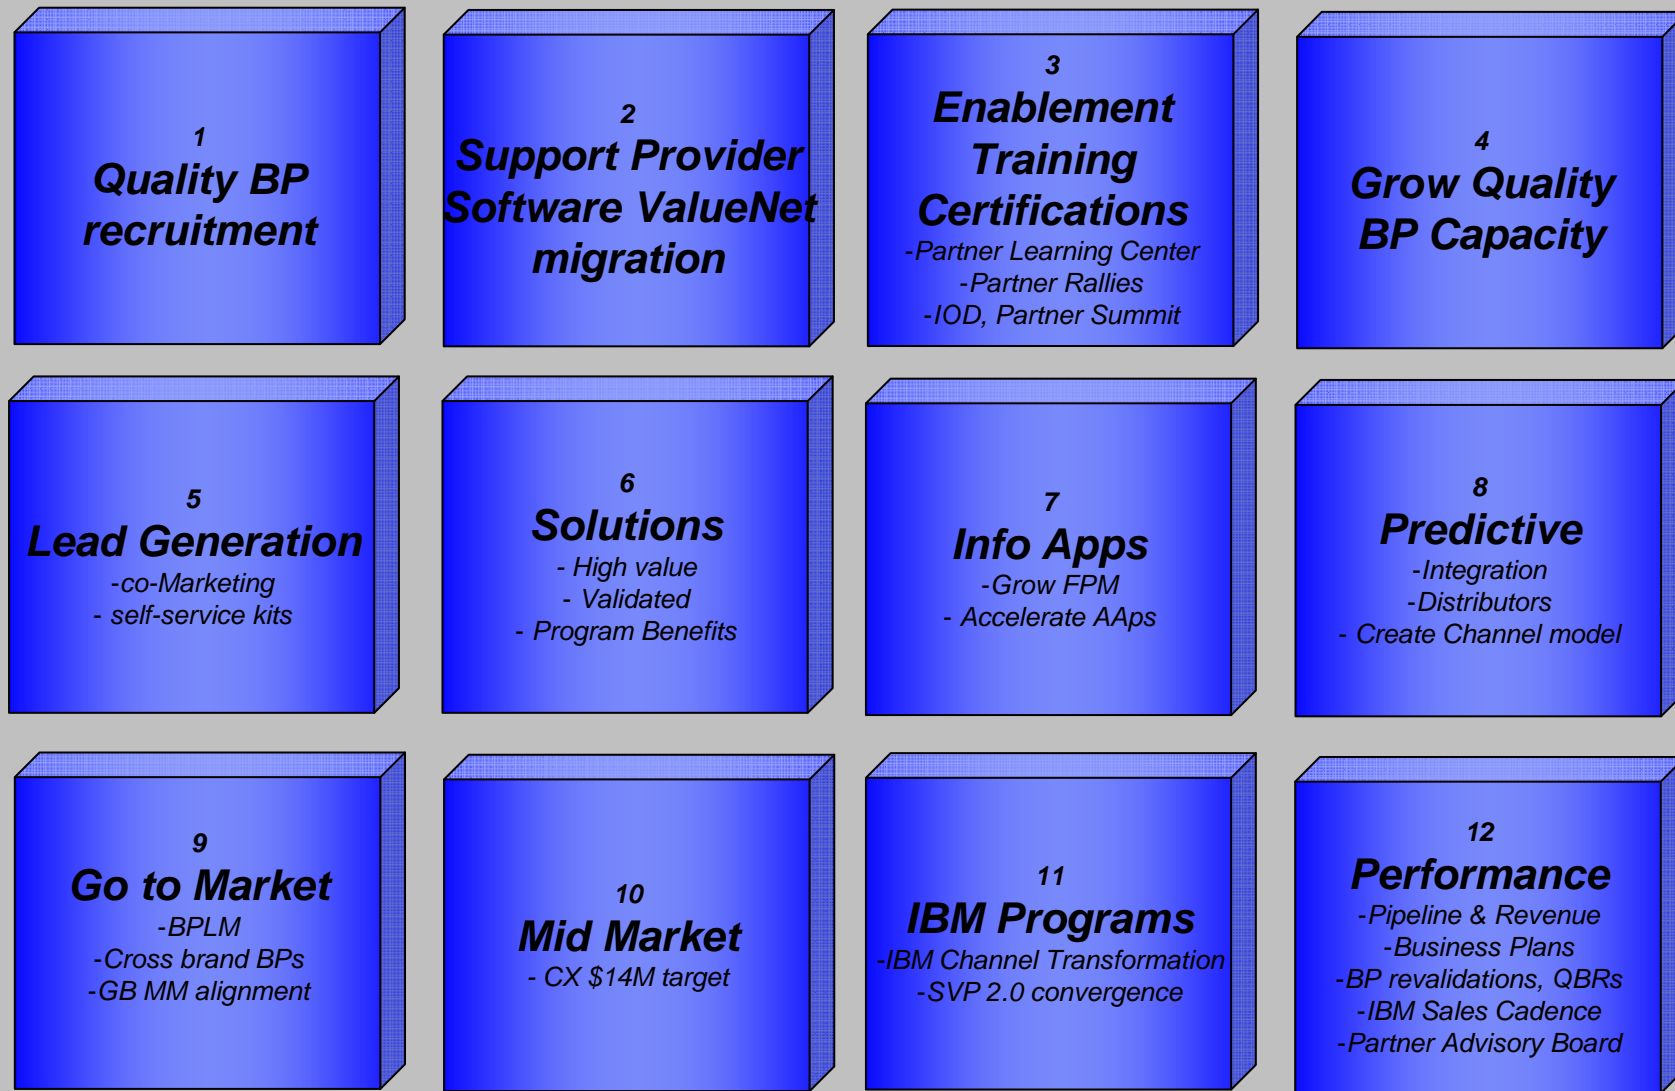 1
Quality BP
recruitment
2
Support Provider
Software ValueNet
migration
3
Enablement
Training
Certifications
-Partner Learning Center
-Partner Rallies
-IOD, Partner Summit
4
Grow Quality
BP Capacity
5
Lead Generation
-co-Marketing
- self-service kits
6
Solutions
- High value
- Validated
- Program Benefits
7
Info Apps
-Grow FPM
- Accelerate AAps
8
Predictive
-Integration
-Distributors
- Create Channel model
9
Go to Market
-BPLM
-Cross brand BPs
-GB MM alignment
10
Mid Market
- CX $14M target
11
IBM Programs
-IBM Channel Transformation
-SVP 2.0 convergence
12
Performance
-Pipeline & Revenue
-Business Plans
-BP revalidations, QBRs
-IBM Sales Cadence
-Partner Advisory Board